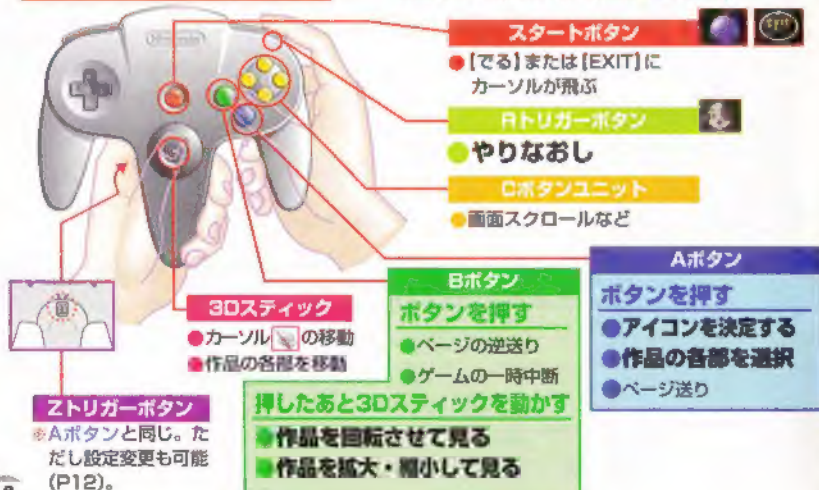 Nintendo
スタートボタン
EXIT
●[でる]または[EXIT]に
カーソルが飛ぶ
Rトリガーボタン
●やりなおし
Cボタンユニット
●画面スクロールなど
Aボタン
ボタンを押す
●アイコンを決定する
●作品の各部を選択
●ページ送り
Bボタン
ボタンを押す
●ページの逆送り
●ゲームの一時中断
押したあと3Dスティックを動かす
●作品を回転させて見る
●作品を拡大・縮小して見る
3Dスティック
●カーソル の移動
●作品の各部を移動
Zトリガーボタン
※Aボタンと同じ。た
だし設定変更も可能
(P12)。